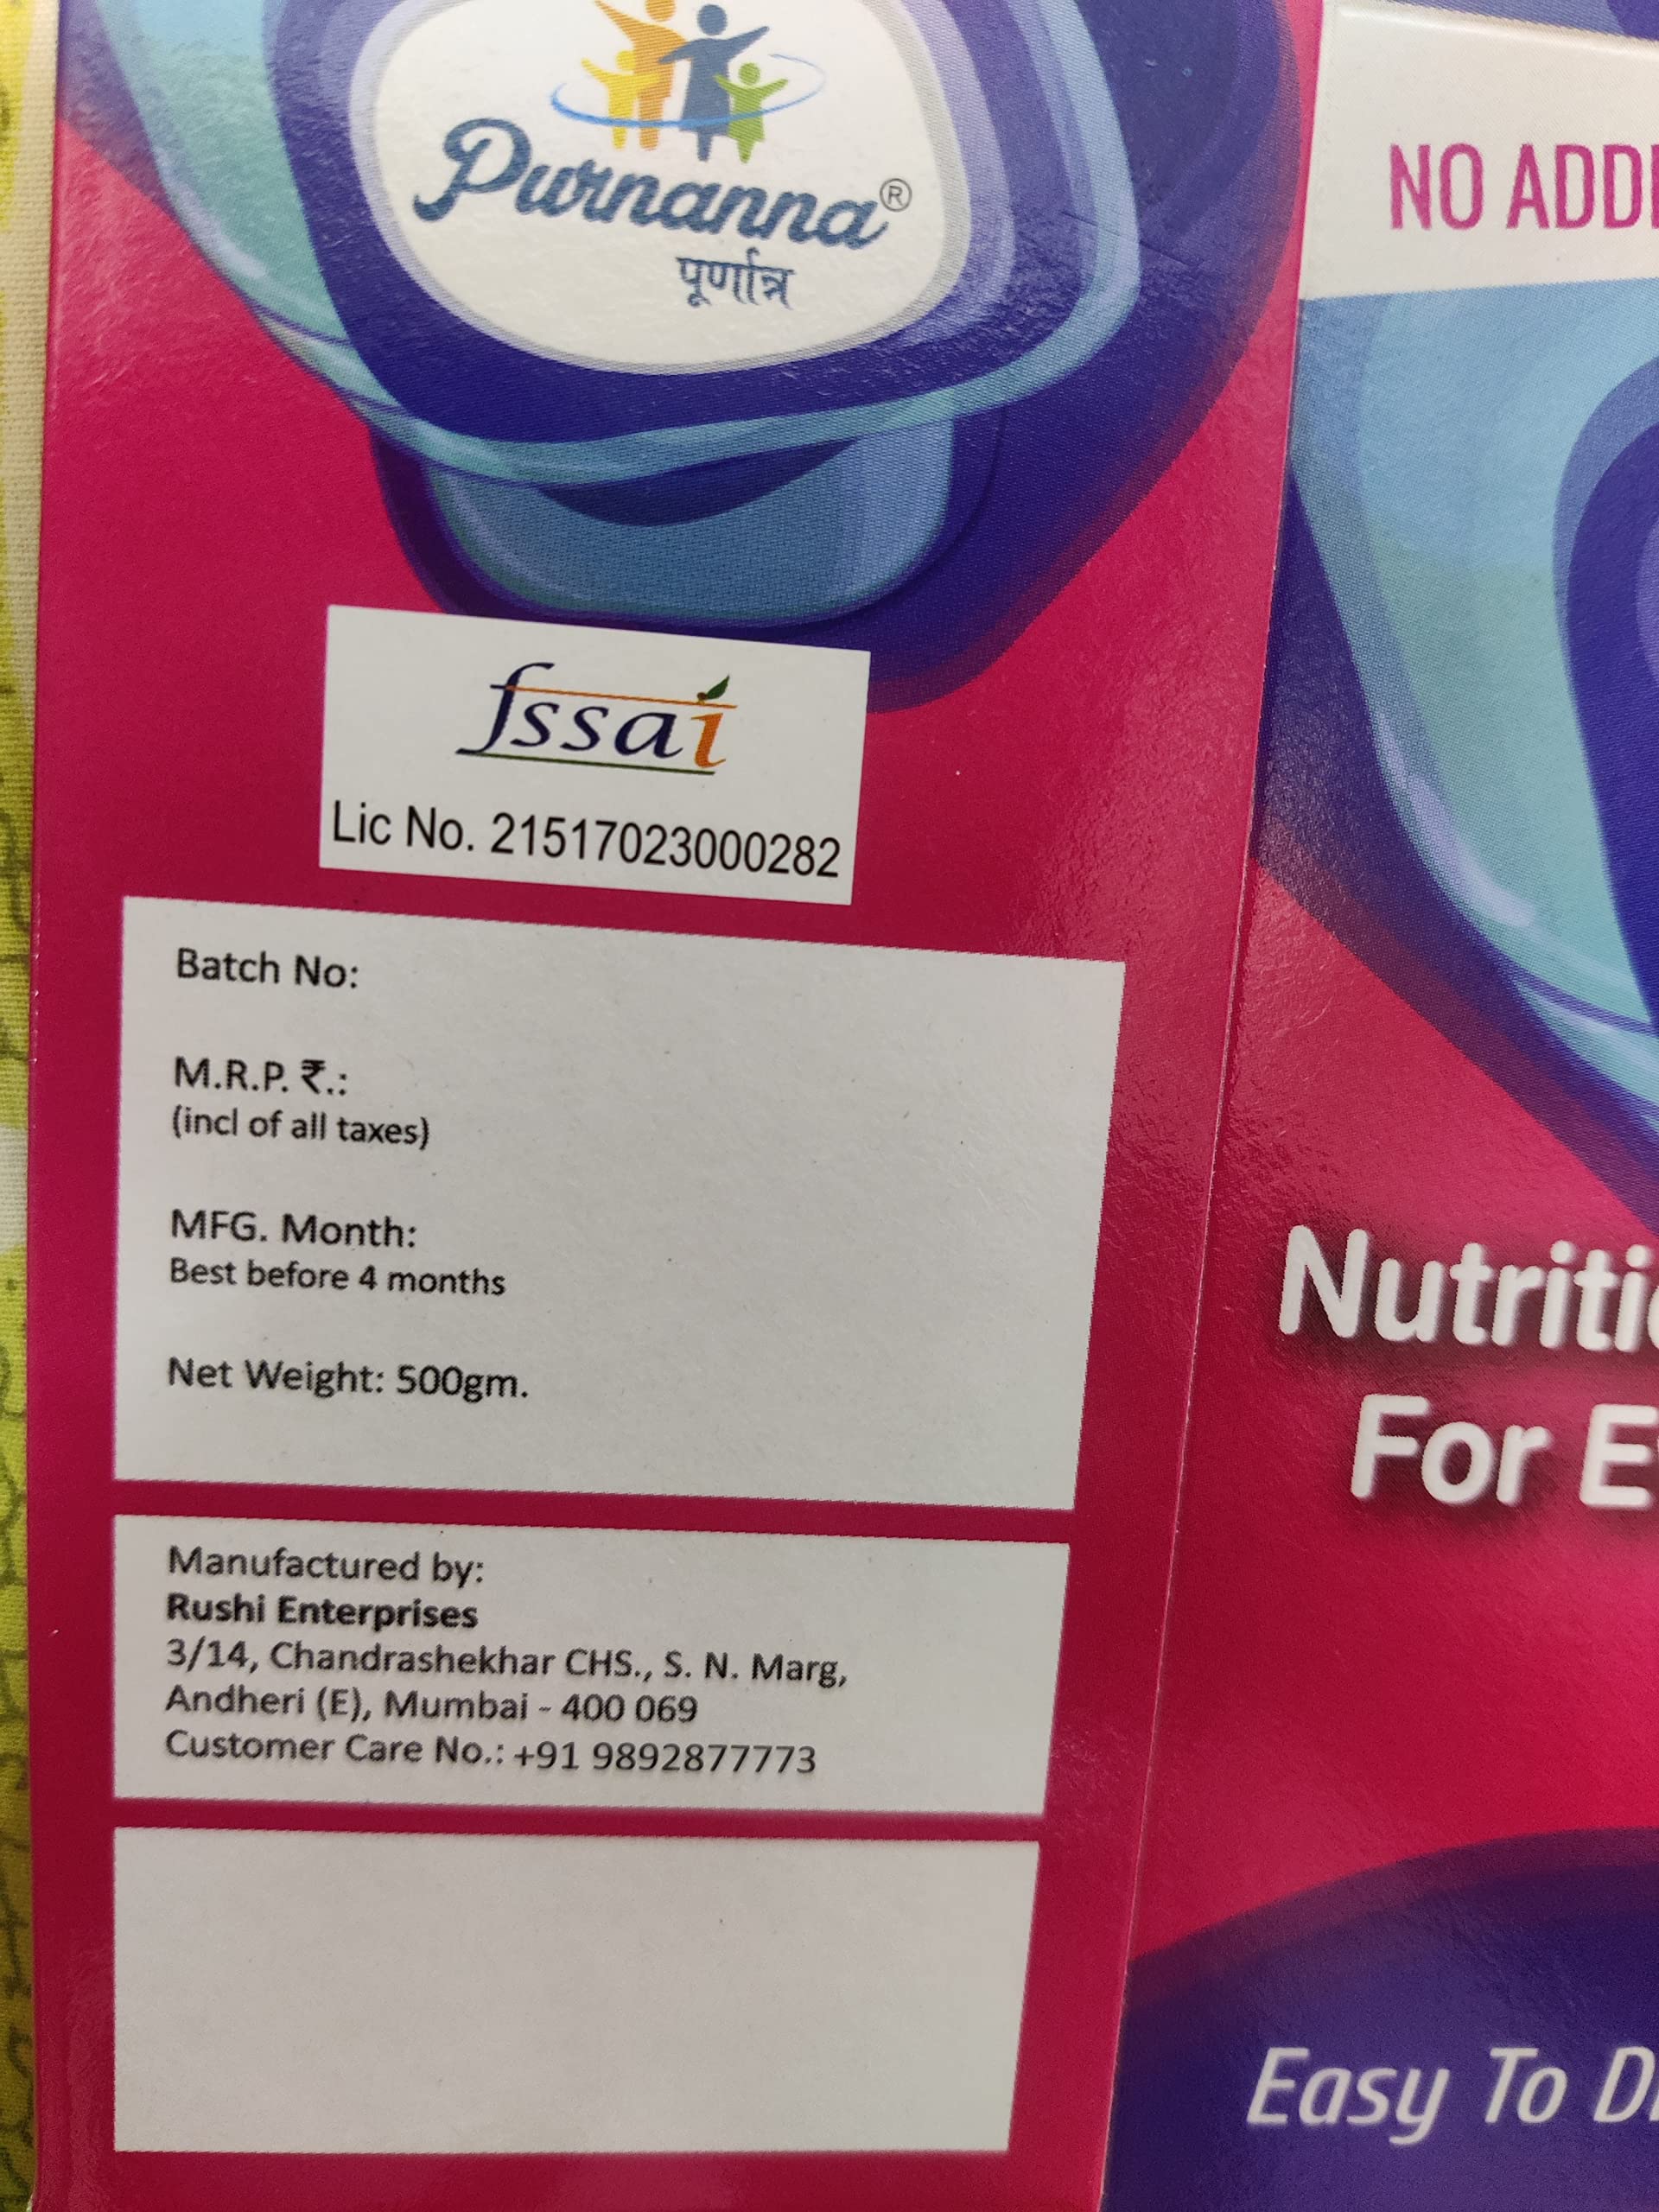 Purnanna®
पूर्णान्न
fssai
Lic No. 21517023000282
Batch No:
M.R.P. ₹.:
(incl of all taxes)
MFG. Month:
Best before 4 months
Net Weight: 500gm.
Manufactured by:
Rushi Enterprises
3/14, Chandrashekhar CHS., S. N. Marg,
Andheri (E), Mumbai - 400 069
Customer Care No.: +91 9892877773
NO
For
Easy To